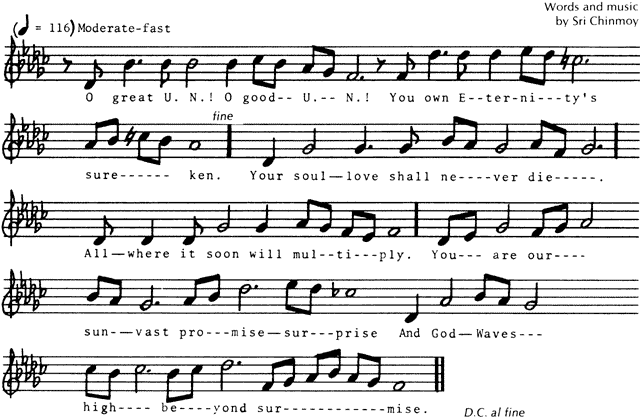 Words and music
by Sri Chinmoy
(♩ = 116) Moderate-fast
O great U. N.! O good-- U.-- N.! You own E--ter-ni---ty's
fine
sure------ ken. Your soul—love shall ne----ver die-----.
All—where it soon will mul--ti---ply. You--- are our----
sun-—vast pro—mise—sur—prise And God—Waves---
high---- be---yond sur-------------mise.
D.C. al fine